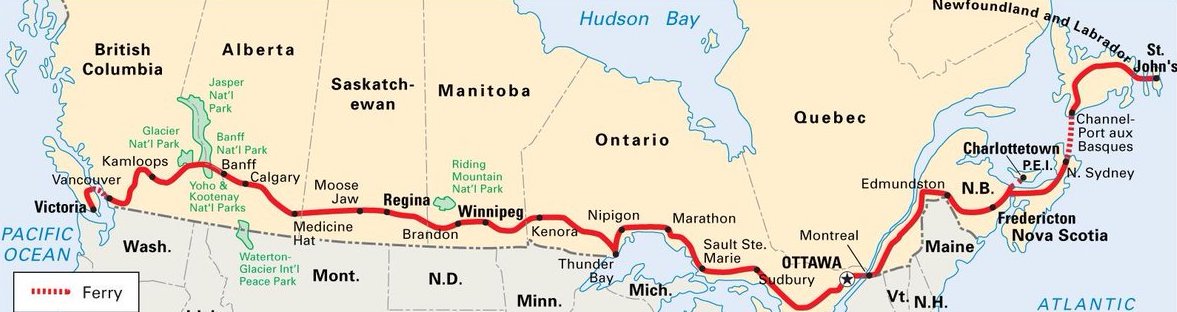 Hudson Bay
Newfoundland and Labrador
St.
John's
British
Columbia
Alberta
Saskatch-
ewan
Manitoba
Ontario
Quebec
Jasper
Nat'l
Park
Glacier
Nat'l Park
Banff
Nat'l Park
Kamloops
Banff
Calgary
Yoho &
Kootenay
Nat'l Parks
Vancouver
Victoria
Moose
Jaw
Regina
Medicine
Hat
Riding
Mountain
Nat'l Park
Winnipeg
Brandon
Kenora
Nipigon
Marathon
Thunder
Bay
Sault Ste.
Marie
Sudbury
OTTAWA
Montreal
Edmundston
N.B.
Charlottetown
P.E.I.
Channel-
Port aux
Basques
N. Sydney
Fredericton
Nova Scotia
PACIFIC
OCEAN
Wash.
Waterton-
Glacier Int'l
Peace Park
Mont.
N.D.
Minn.
Mich.
Vt.
N.H.
Maine
ATLANTIC
Ferry